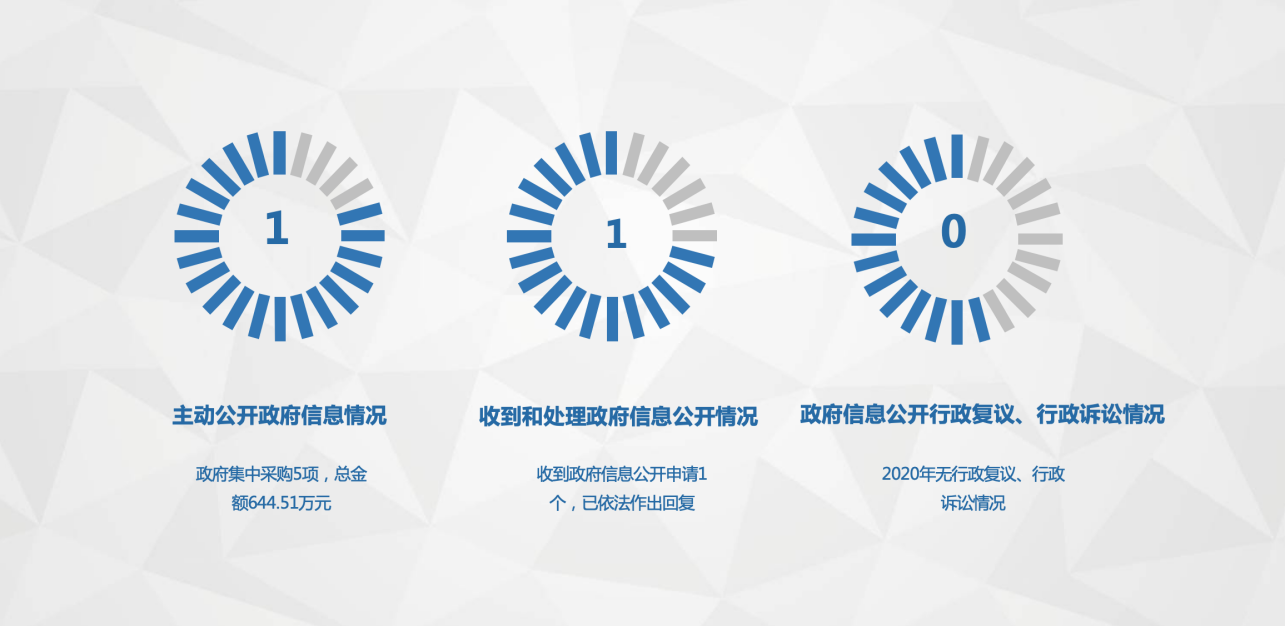 1
1
0
主动公开政府信息情况
收到和处理政府信息公开情况
政府信息公开行政复议、行政诉讼情况
政府集中采购5项，总金
额644.51万元
收到政府信息公开申请1
个，已依法作出回复
2020年无行政复议、行政
诉讼情况